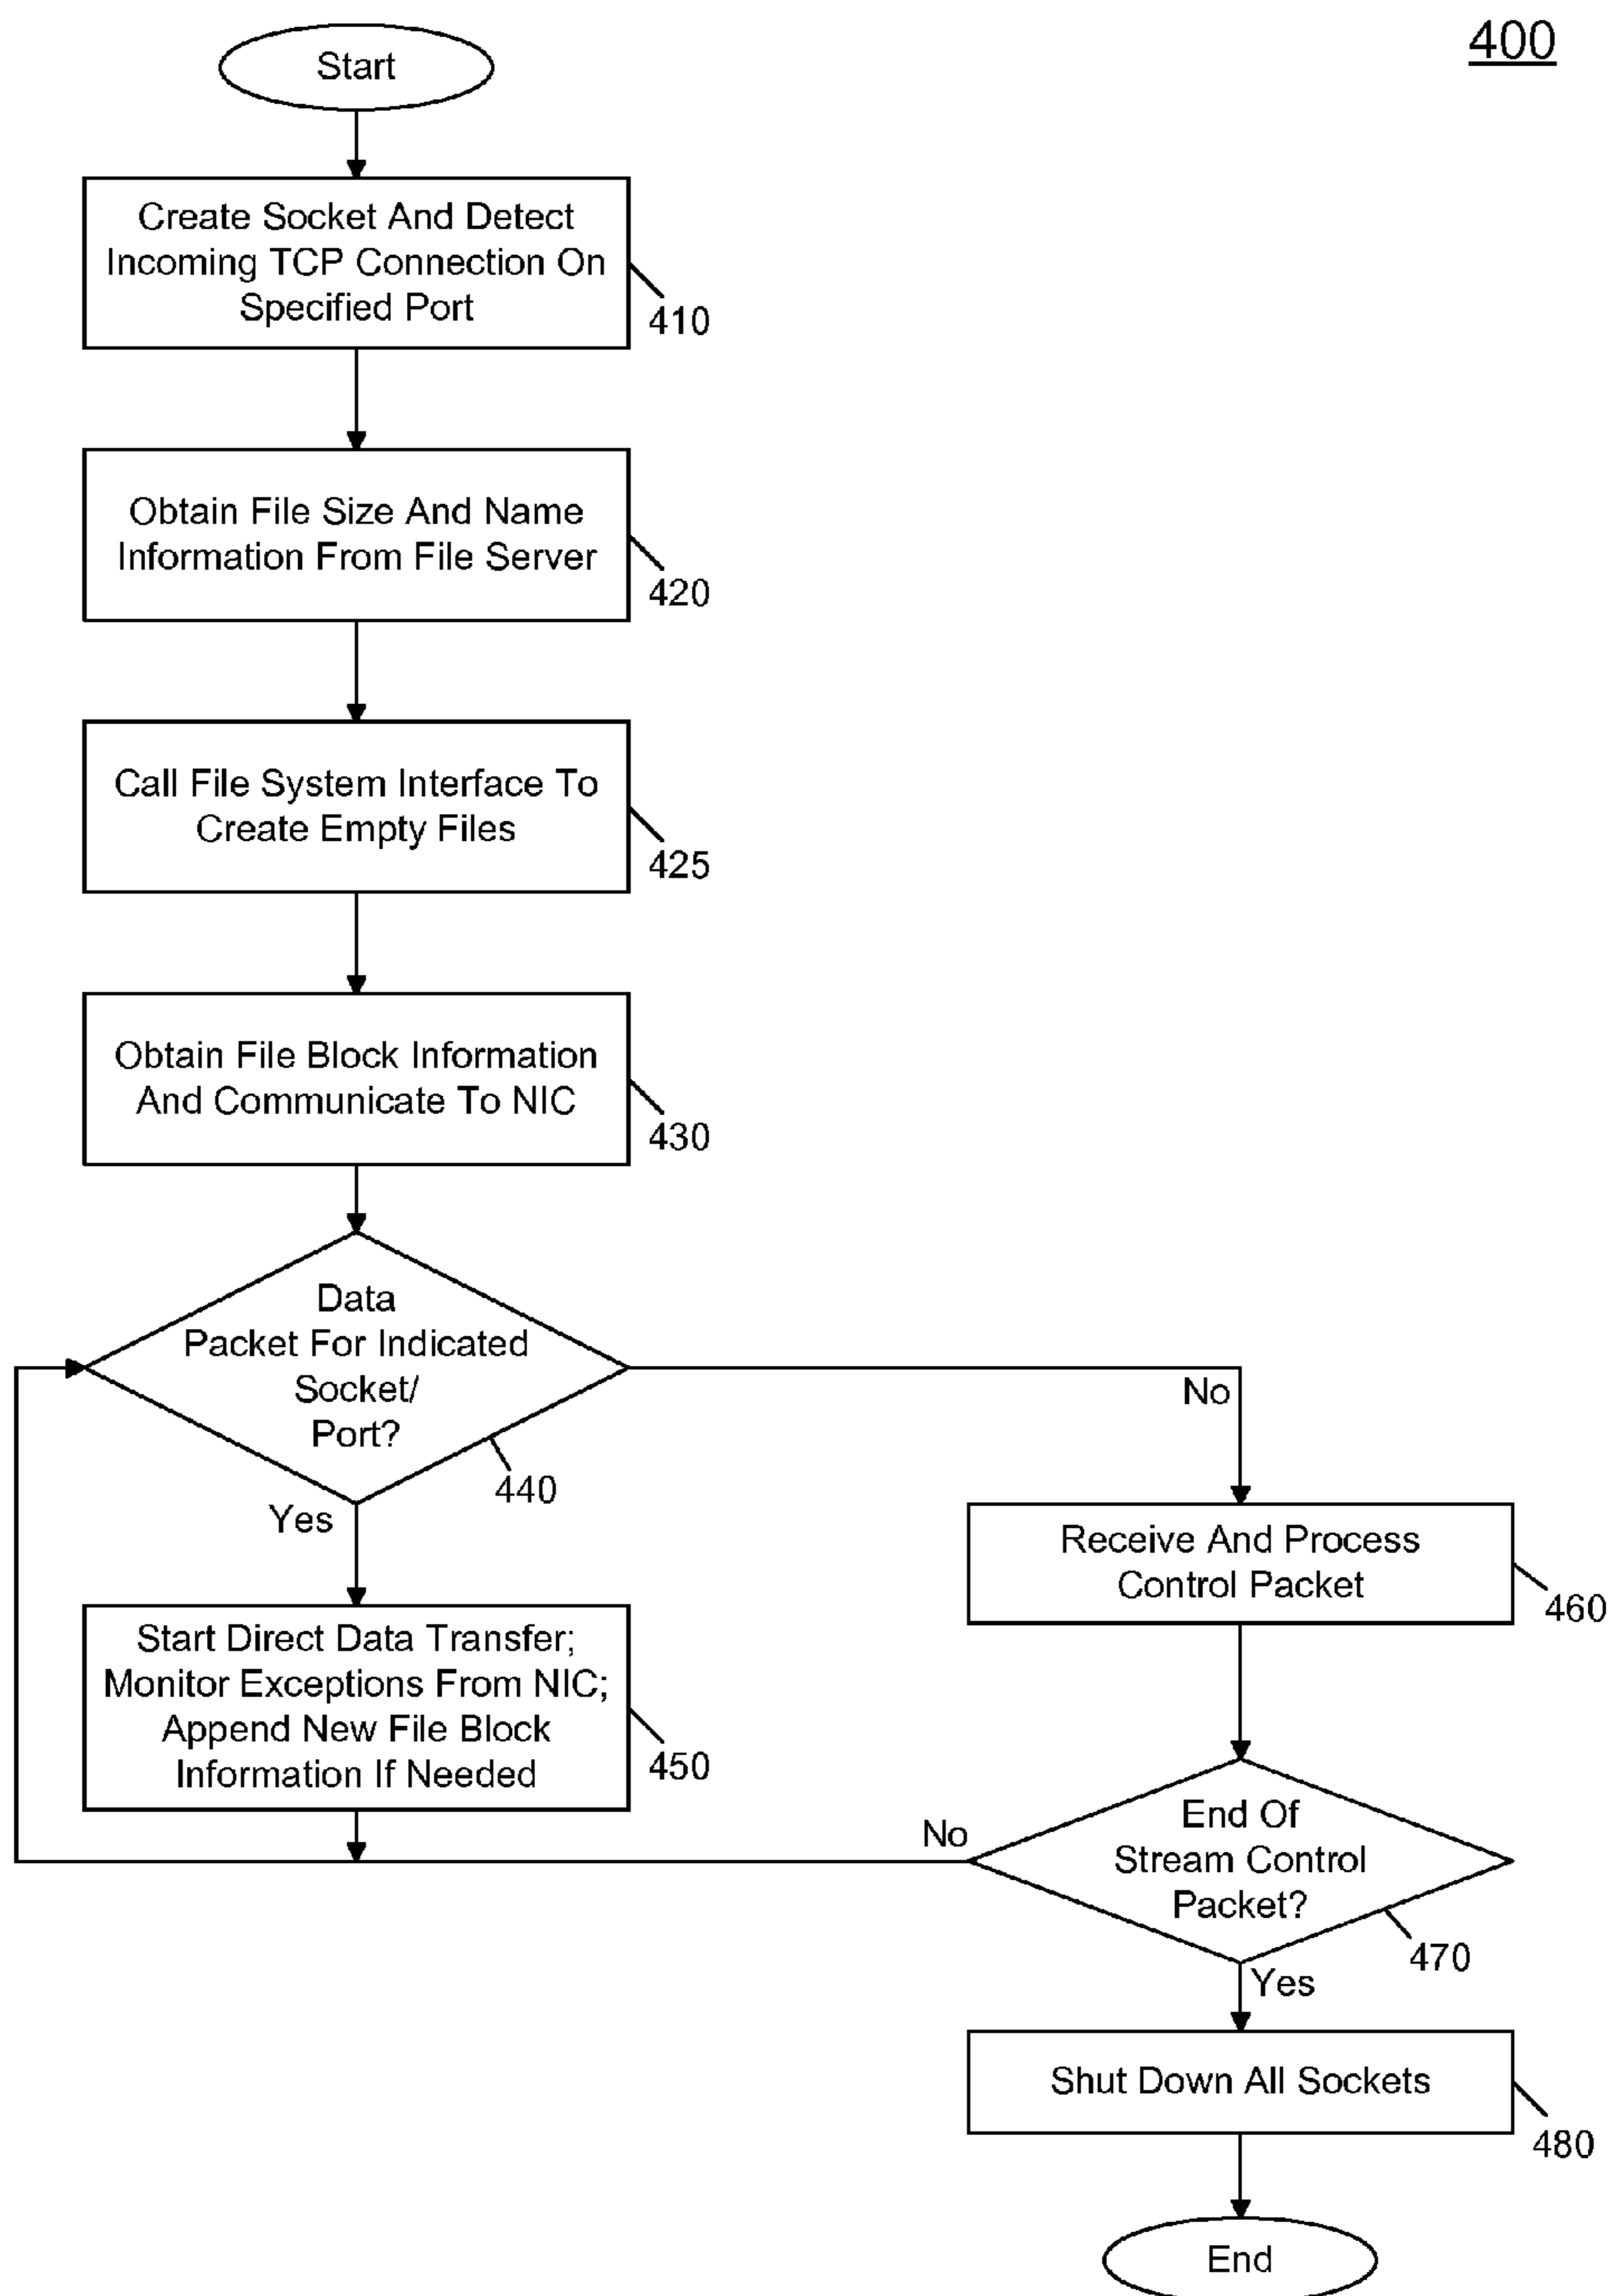 400
Start
Create Socket And Detect
Incoming TCP Connection On
Specified Port
410
Obtain File Size And Name
Information From File Server
420
Call File System Interface To
Create Empty Files
425
Obtain File Block Information
And Communicate To NIC
430
Data
Packet For Indicated
Socket/
Port?
440
No
Yes
Start Direct Data Transfer;
Monitor Exceptions From NIC;
Append New File Block
Information If Needed
450
Receive And Process
Control Packet
460
No
End Of
Stream Control
Packet?
470
Yes
Shut Down All Sockets
480
End